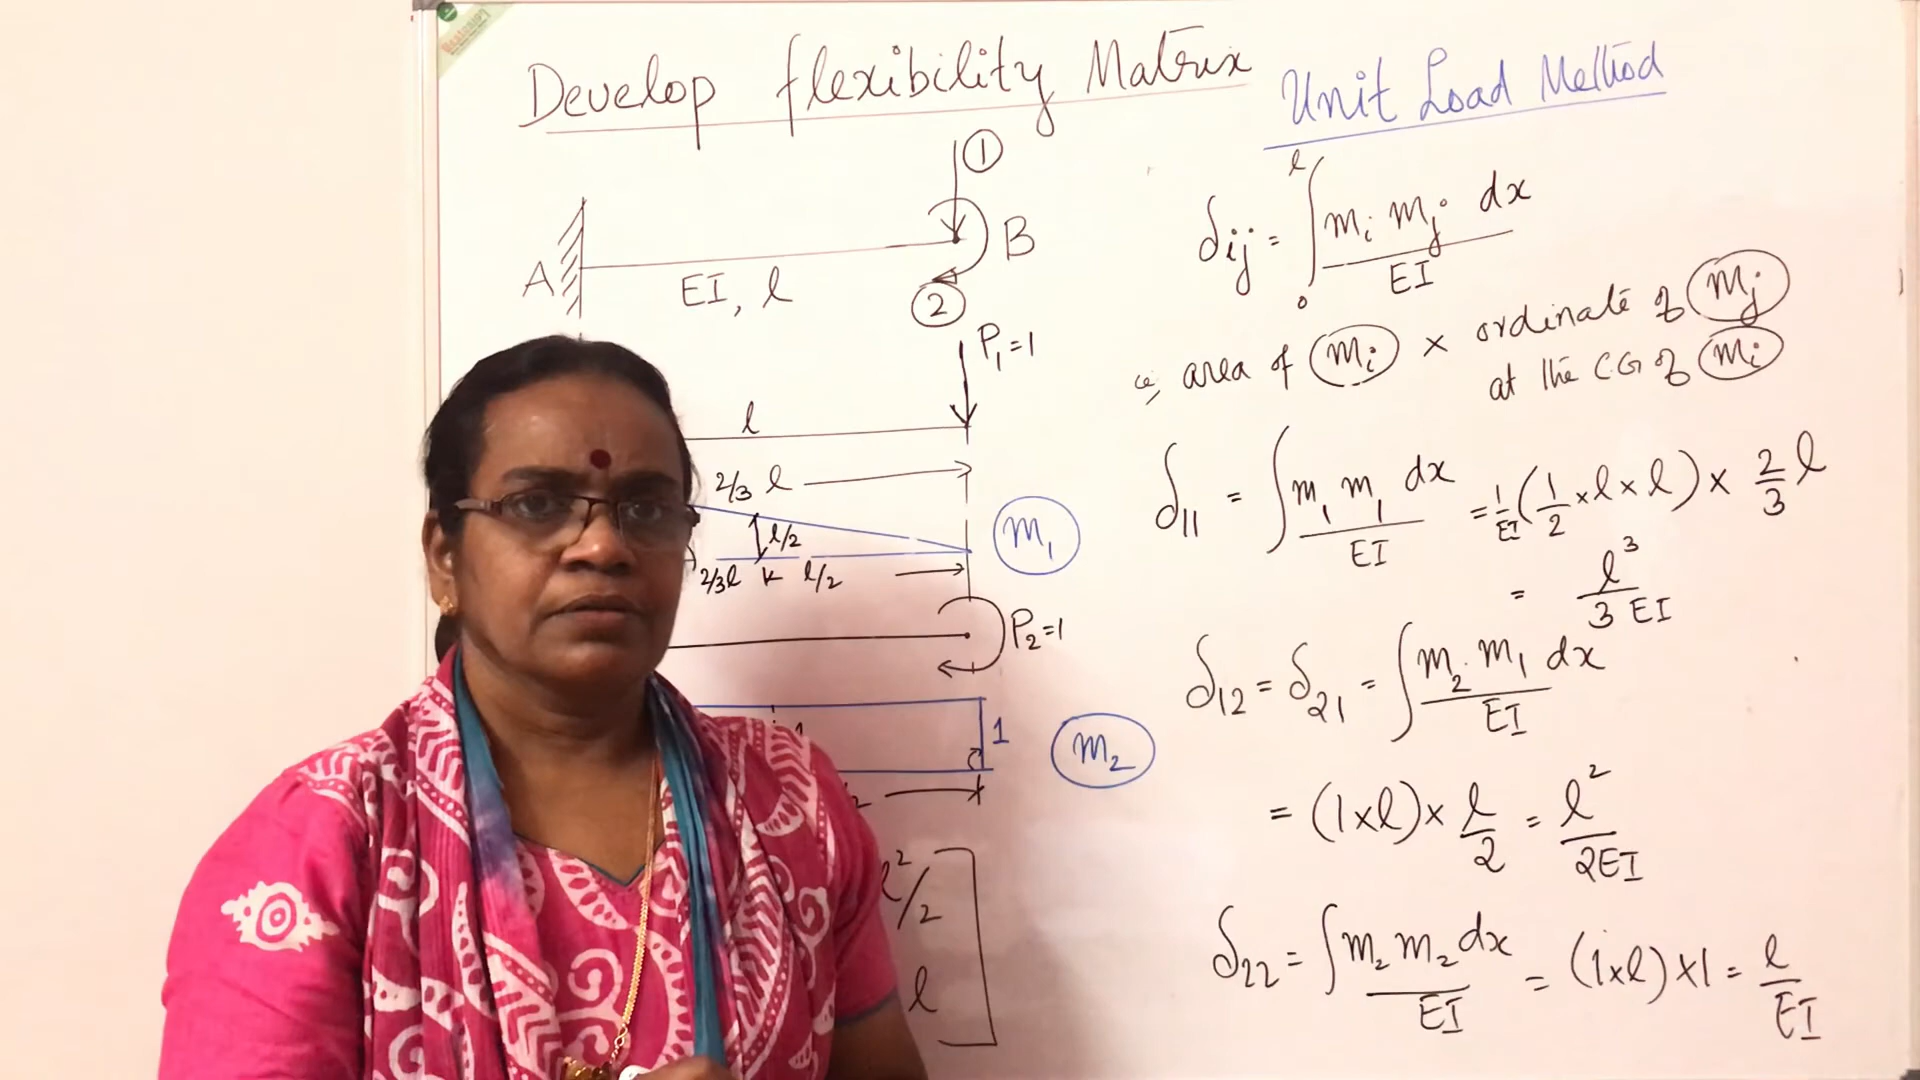 Develop flexibility Matrix
①
A
B
EI, l
②
P₁=1
l
2/3 l
l/2
m₁
2/3l
l/2
P₂=1
1
m₂
l²/2
l
Unit Load Method
δij = ∫₀ˡ mi mj dx / EI
ie, area of mi × ordinate of mj
at the CG of mi
δ₁₁ = ∫ m₁ m₁ dx / EI = 1/EI (1/2 × l × l) × 2/3 l
= l³ / 3EI
δ₁₂ = δ₂₁ = ∫ m₂.m₁ dx / EI
= (1×l) × l/2 = l² / 2EI
δ₂₂ = ∫ m₂ m₂ dx / EI = (1×l) ×1 = l / EI